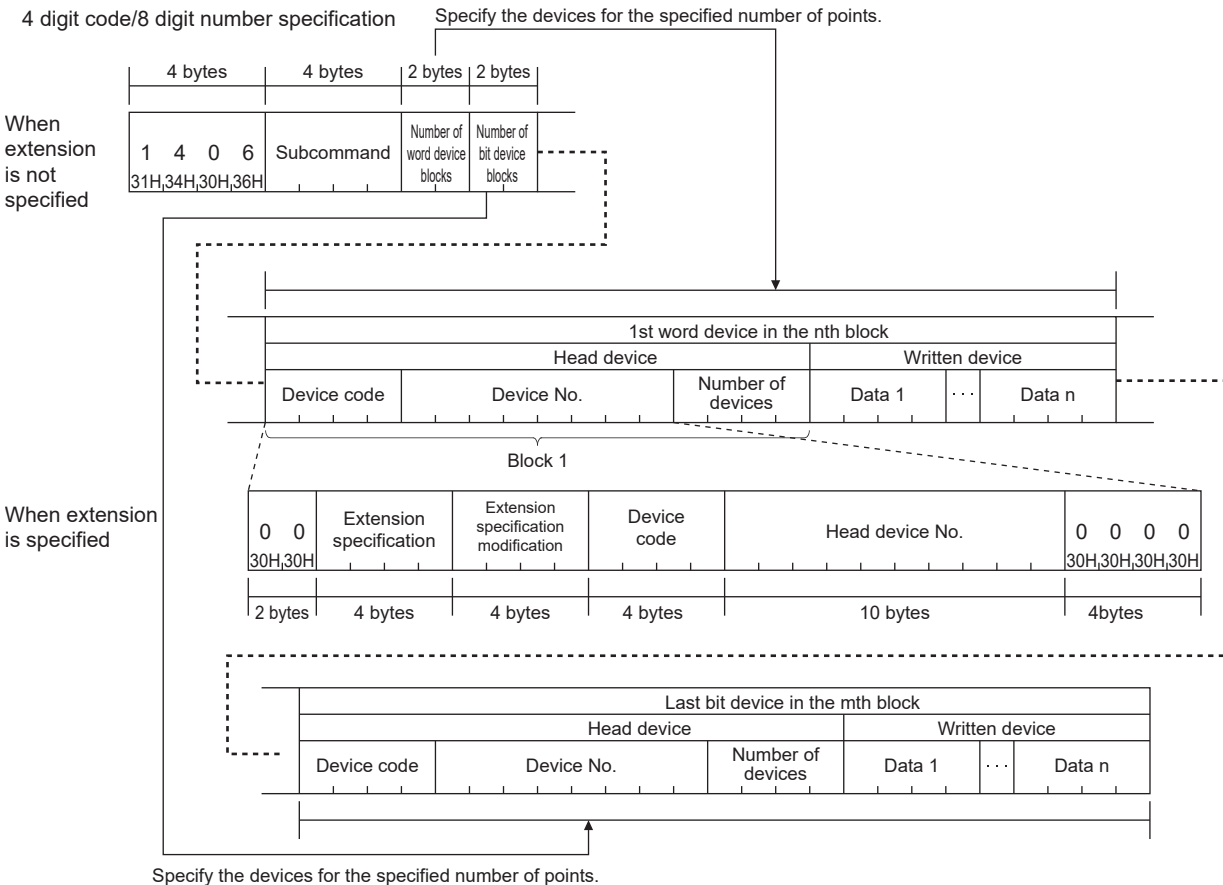 4 digit code/8 digit number specification
Specify the devices for the specified number of points.
4 bytes
4 bytes
2 bytes
2 bytes
When
extension
is not
specified
1 4 0 6
31H,34H,30H,36H
Subcommand
Number of
word device
blocks
Number of
bit device
blocks
1st word device in the nth block
Head device
Written device
Device code
Device No.
Number of
devices
Data 1
···
Data n
Block 1
When extension
is specified
0 0
30H,30H
Extension
specification
Extension
specification
modification
Device
code
Head device No.
0 0 0 0
30H,30H,30H,30H
2 bytes
4 bytes
4 bytes
4 bytes
10 bytes
4bytes
Last bit device in the mth block
Head device
Written device
Device code
Device No.
Number of
devices
Data 1
···
Data n
Specify the devices for the specified number of points.